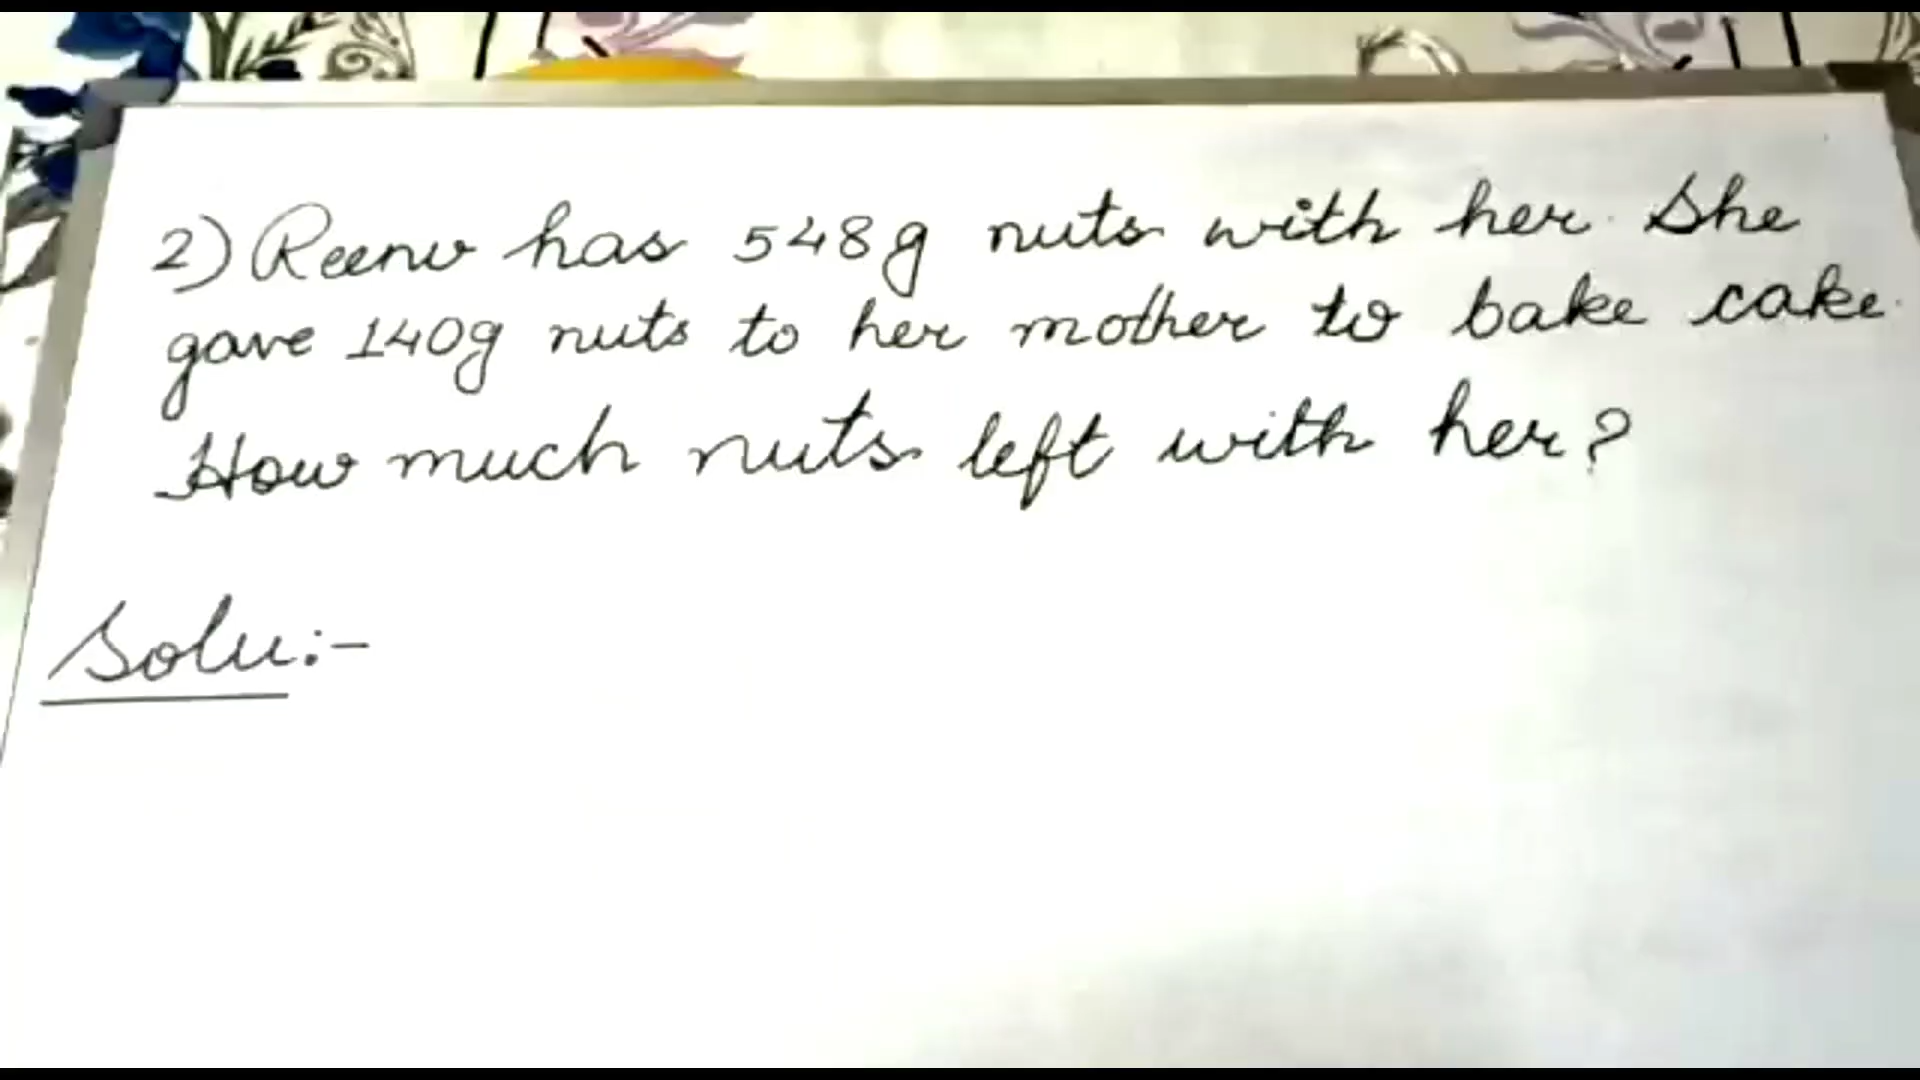 2) Reenu has 548g nuts with her. She
gave 140g nuts to her mother to bake cake.
How much nuts left with her?
Solu:-